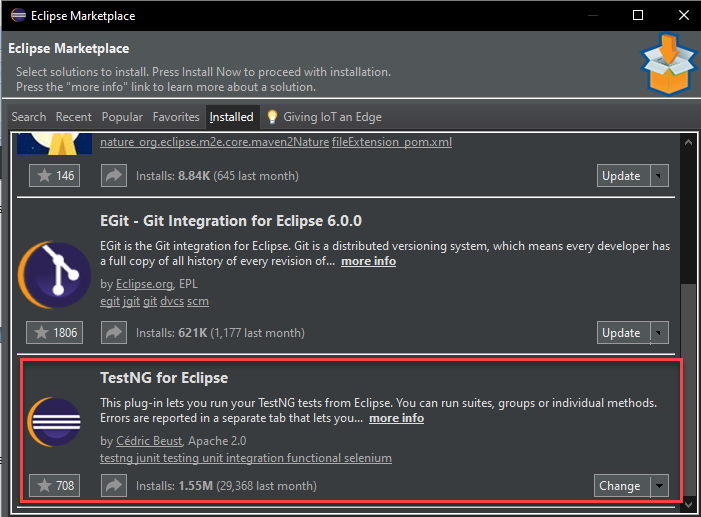 Eclipse Marketplace
Eclipse Marketplace
Select solutions to install. Press Install Now to proceed with installation.
Press the "more info" link to learn more about a solution.
Search Recent Popular Favorites Installed Giving IoT an Edge
nature_org.eclipse.m2e.core.maven2Nature fileExtension_pom.xml
146 Installs: 8.84K (645 last month) Update
EGit - Git Integration for Eclipse 6.0.0
EGit is the Git integration for Eclipse. Git is a distributed versioning system, which means every developer has
a full copy of all history of every revision of... more info
by Eclipse.org, EPL
egit jgit git dvcs scm
1806 Installs: 621K (1,177 last month) Update
TestNG for Eclipse
This plug-in lets you run your TestNG tests from Eclipse. You can run suites, groups or individual methods.
Errors are reported in a separate tab that lets you... more info
by Cédric Beust, Apache 2.0
testng junit testing unit integration functional selenium
708 Installs: 1.55M (29,368 last month) Change